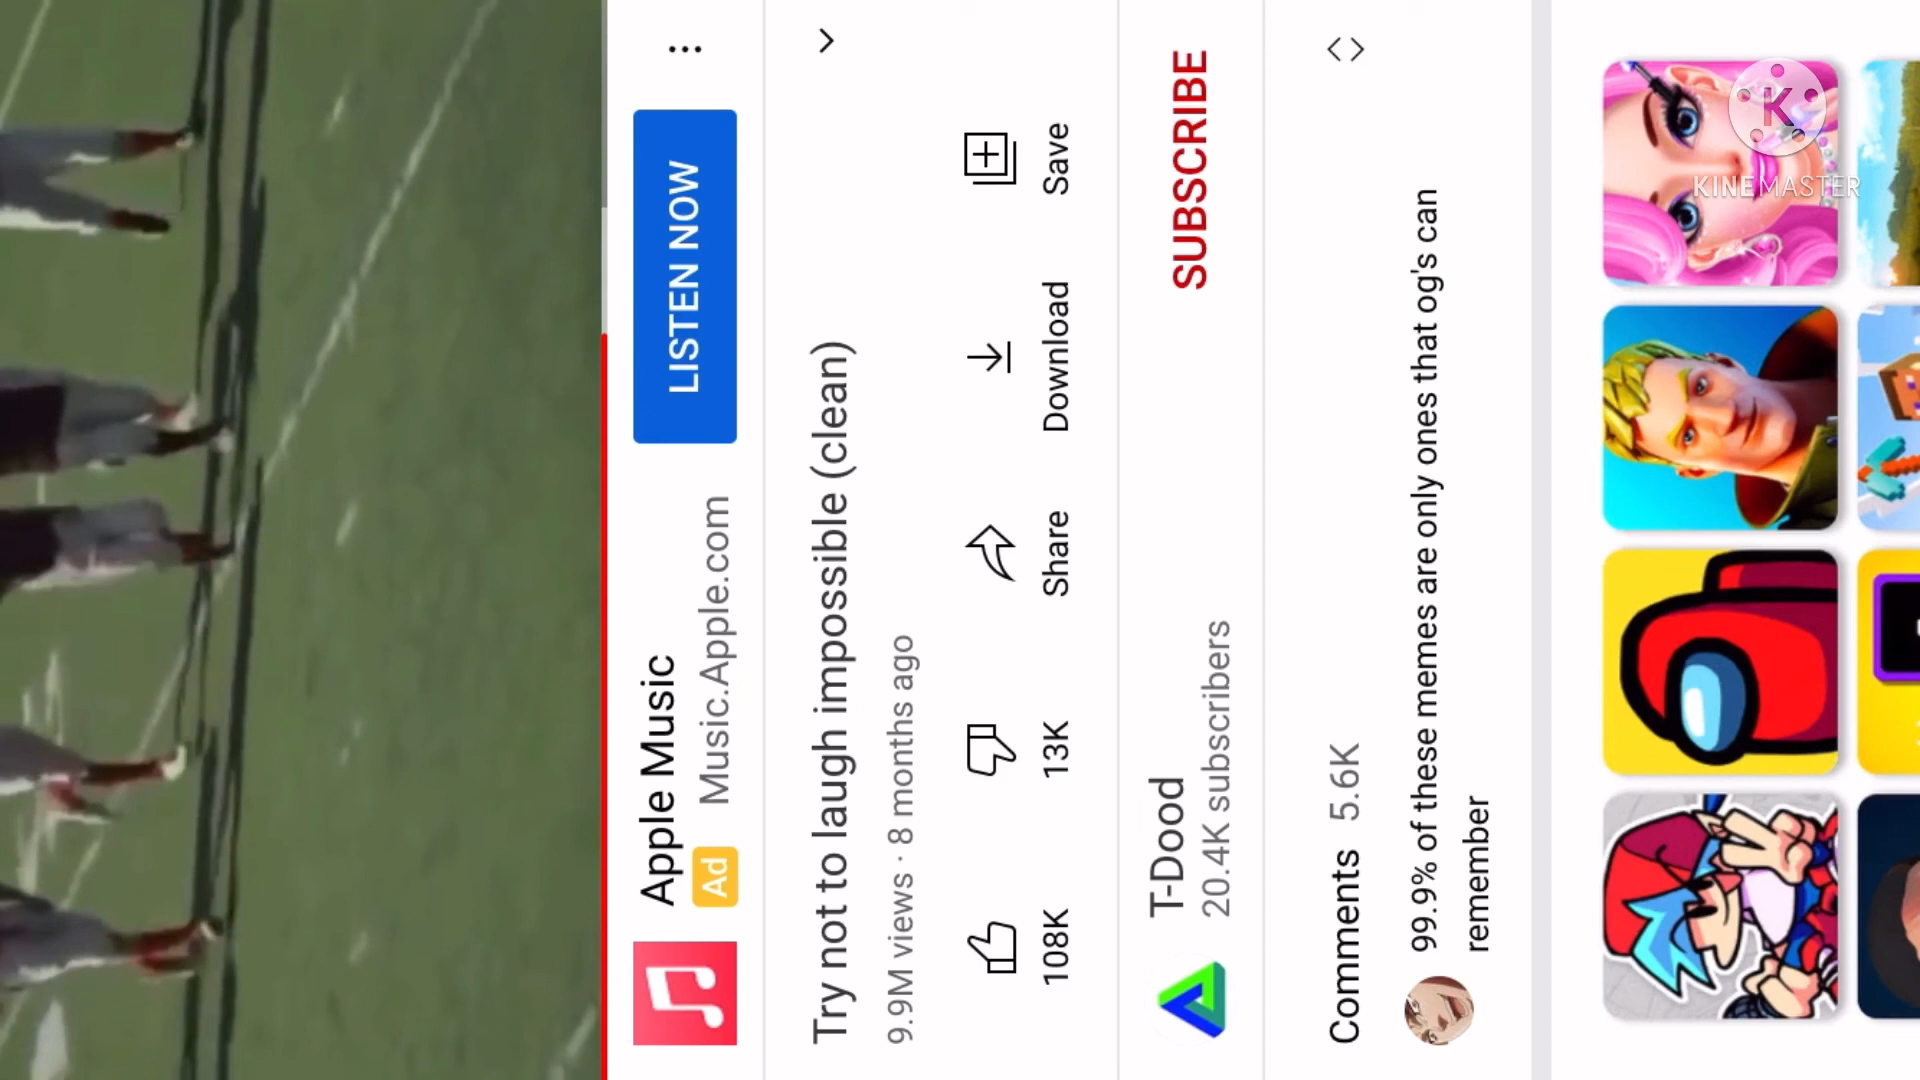 Apple Music
Ad Music.Apple.com
LISTEN NOW
Try not to laugh impossible (clean)
9.9M views · 8 months ago
108K 13K Share Download Save
T-Dood
20.4K subscribers
SUBSCRIBE
Comments 5.6K
99.9% of these memes are only ones that og's can
remember
K
KINEMASTER